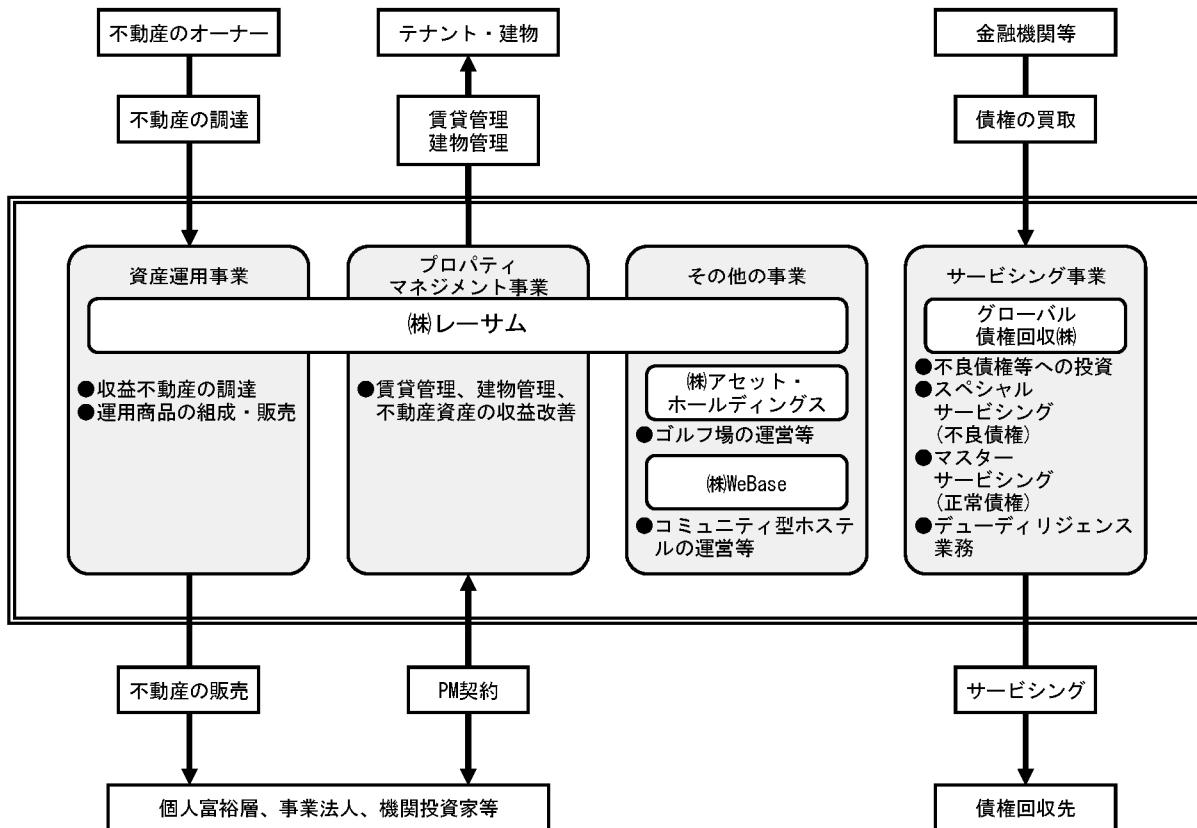 不動産のオーナー
テナント・建物
金融機関等
不動産の調達
賃貸管理
建物管理
債権の買取
資産運用事業
プロパティ
マネジメント事業
その他の事業
サービシング事業
㈱レーサム
グローバル
債権回収㈱
●収益不動産の調達
●運用商品の組成・販売
●賃貸管理、建物管理、
不動産資産の収益改善
㈱アセット・
ホールディングス
●ゴルフ場の運営等
㈱WeBase
●コミュニティ型ホステ
ルの運営等
●不良債権等への投資
●スペシャル
サービシング
(不良債権)
●マスター
サービシング
(正常債権)
●デューディリジェンス
業務
不動産の販売
PM契約
サービシング
個人富裕層、事業法人、機関投資家等
債権回収先